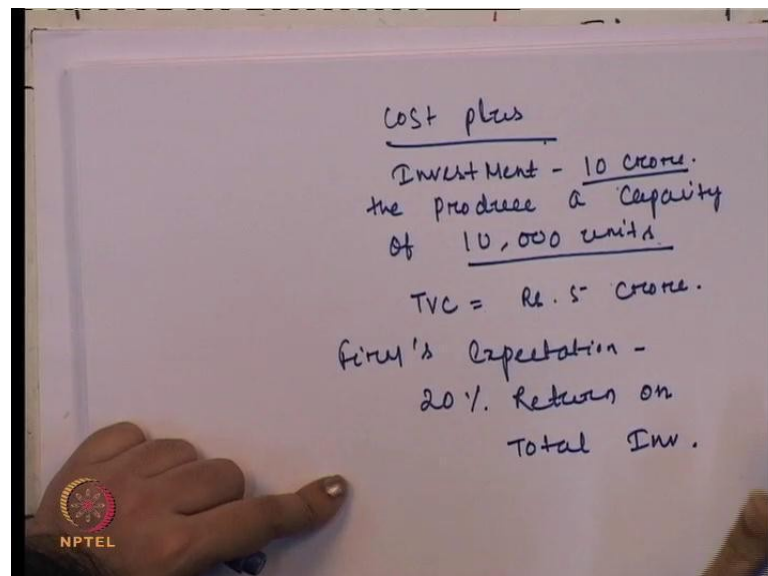 Cost plus
Investment - 10 crore.
the produce a Capacity
of 10,000 units.
TVC = Rs. 5 crore.
Firm's Expectation -
20% Return on
Total Inv.
NPTEL